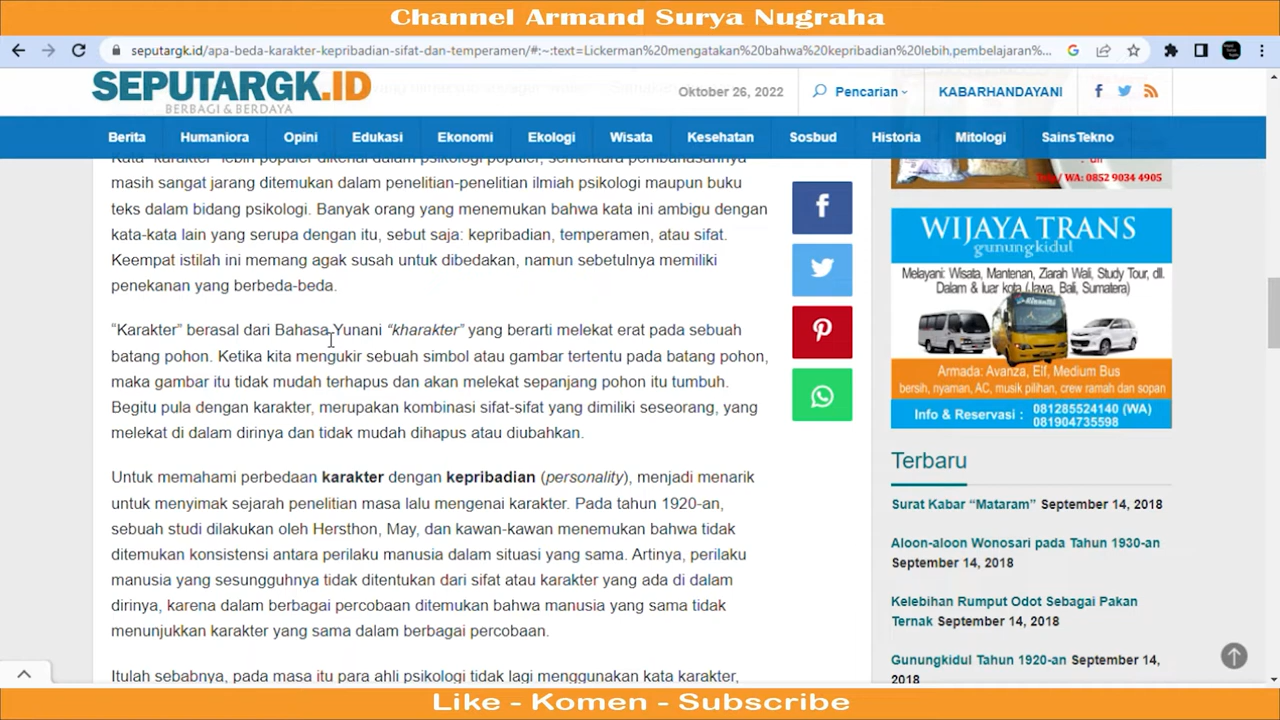 Channel Armand Surya Nugraha
seputargk.id/apa-beda-karakter-kepribadian-sifat-dan-temperamen/#:~:text=Lickerman%20mengatakan%20bahwa%20kepribadian%20lebih,pembelajaran%...
SEPUTARGK.ID
BERBAGI & BERDAYA
Oktober 26, 2022
Pencarian
KABARHANDAYANI
Berita Humaniora Opini Edukasi Ekonomi Ekologi Wisata Kesehatan Sosbud Historia Mitologi SainsTekno
Kata “karakter” lebih populer dikenal dalam psikologi populer, sementara pembahasannya
masih sangat jarang ditemukan dalam penelitian-penelitian ilmiah psikologi maupun buku
teks dalam bidang psikologi. Banyak orang yang menemukan bahwa kata ini ambigu dengan
kata-kata lain yang serupa dengan itu, sebut saja: kepribadian, temperamen, atau sifat.
Keempat istilah ini memang agak susah untuk dibedakan, namun sebetulnya memiliki
penekanan yang berbeda-beda.
“Karakter” berasal dari Bahasa Yunani “kharakter” yang berarti melekat erat pada sebuah
batang pohon. Ketika kita mengukir sebuah simbol atau gambar tertentu pada batang pohon,
maka gambar itu tidak mudah terhapus dan akan melekat sepanjang pohon itu tumbuh.
Begitu pula dengan karakter, merupakan kombinasi sifat-sifat yang dimiliki seseorang, yang
melekat di dalam dirinya dan tidak mudah dihapus atau diubahkan.
Untuk memahami perbedaan karakter dengan kepribadian (personality), menjadi menarik
untuk menyimak sejarah penelitian masa lalu mengenai karakter. Pada tahun 1920-an,
sebuah studi dilakukan oleh Hersthon, May, dan kawan-kawan menemukan bahwa tidak
ditemukan konsistensi antara perilaku manusia dalam situasi yang sama. Artinya, perilaku
manusia yang sesungguhnya tidak ditentukan dari sifat atau karakter yang ada di dalam
dirinya, karena dalam berbagai percobaan ditemukan bahwa manusia yang sama tidak
menunjukkan karakter yang sama dalam berbagai percobaan.
Itulah sebabnya, pada masa itu para ahli psikologi tidak lagi menggunakan kata karakter,
/ WA: 0852 9034 4905
WIJAYA TRANS
gunungkidul
Melayani: Wisata, Mantenan, Ziarah Wali, Study Tour, dll.
Dalam & luar kota (Jawa, Bali, Sumatera)
Armada: Avanza, Elf, Medium Bus
bersih, nyaman, AC, musik pilihan, crew ramah dan sopan
Info & Reservasi : 081285524140 (WA)
081904735598
Terbaru
Surat Kabar “Mataram” September 14, 2018
Aloon-aloon Wonosari pada Tahun 1930-an
September 14, 2018
Kelebihan Rumput Odot Sebagai Pakan
Ternak September 14, 2018
Gunungkidul Tahun 1920-an September 14,
2018
Like - Komen - Subscribe